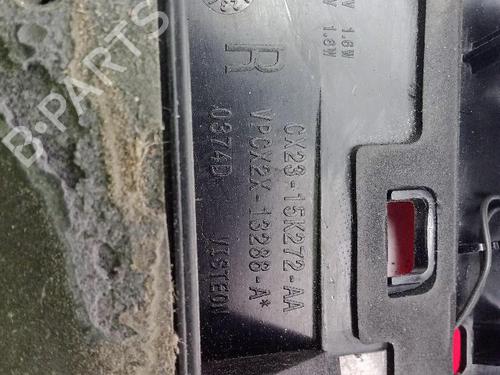 V 1.6W
V 1.6W
R
CX23-15K272-AA
VPCX2X-13288-A*
0374D VISTEON
B-PARTS